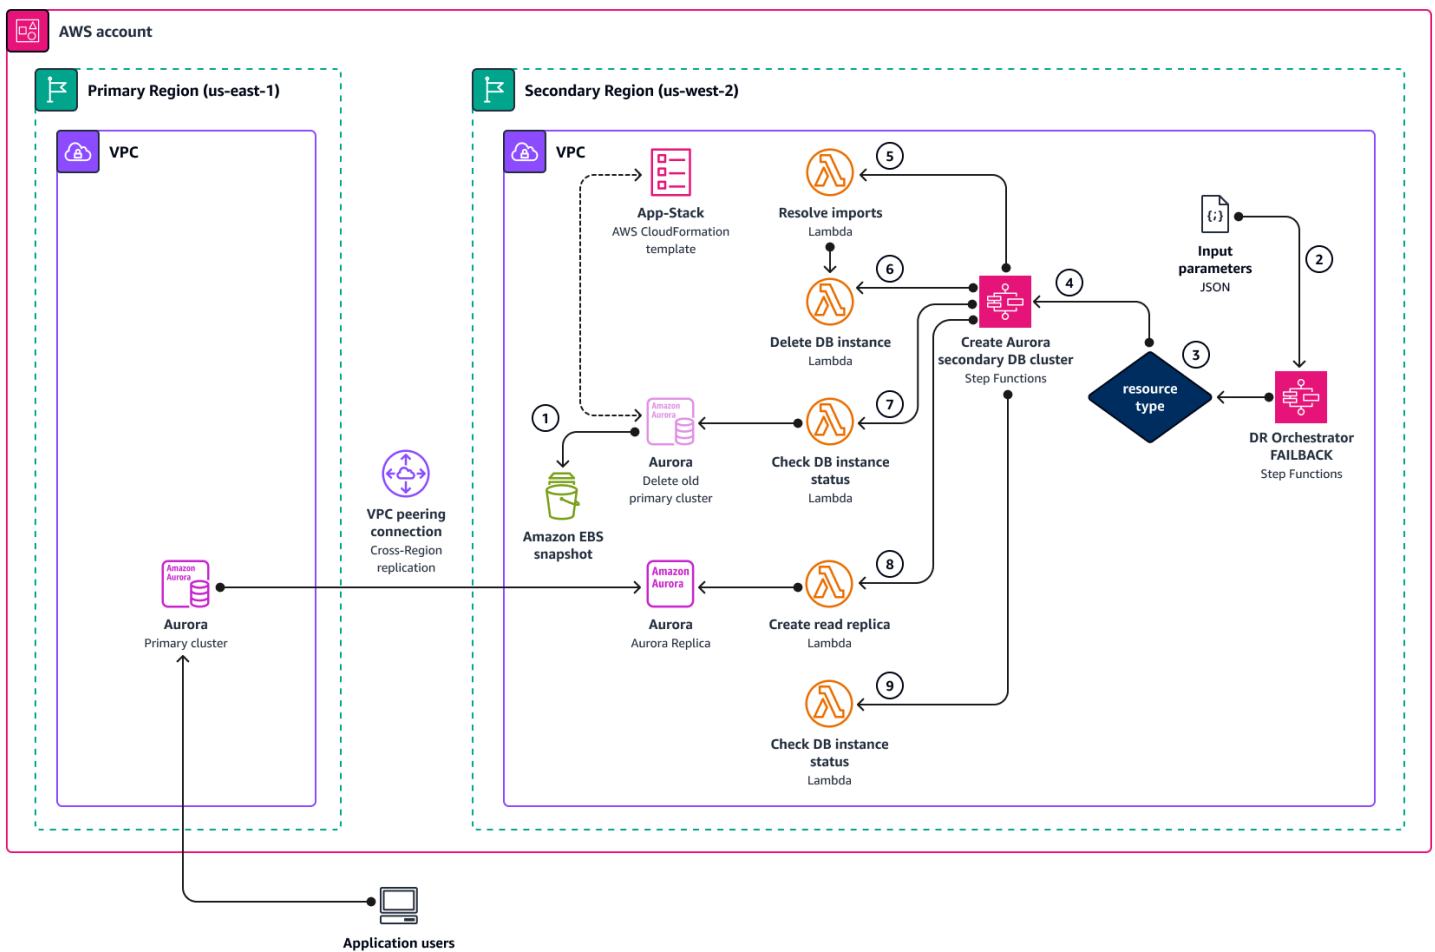 AWS account
Primary Region (us-east-1)
VPC
Secondary Region (us-west-2)
VPC
App-Stack
AWS CloudFormation
template
Resolve imports
Lambda
5
Input
parameters
JSON
2
6
Delete DB instance
Lambda
4
Create Aurora
secondary DB cluster
Step Functions
3
resource
type
DR Orchestrator
FAILBACK
Step Functions
1
Amazon
Aurora
Aurora
Delete old
primary cluster
7
Check DB instance
status
Lambda
Amazon EBS
snapshot
VPC peering
connection
Cross-Region
replication
Amazon
Aurora
Aurora
Primary cluster
Amazon
Aurora
Aurora
Aurora Replica
8
Create read replica
Lambda
9
Check DB instance
status
Lambda
Application users